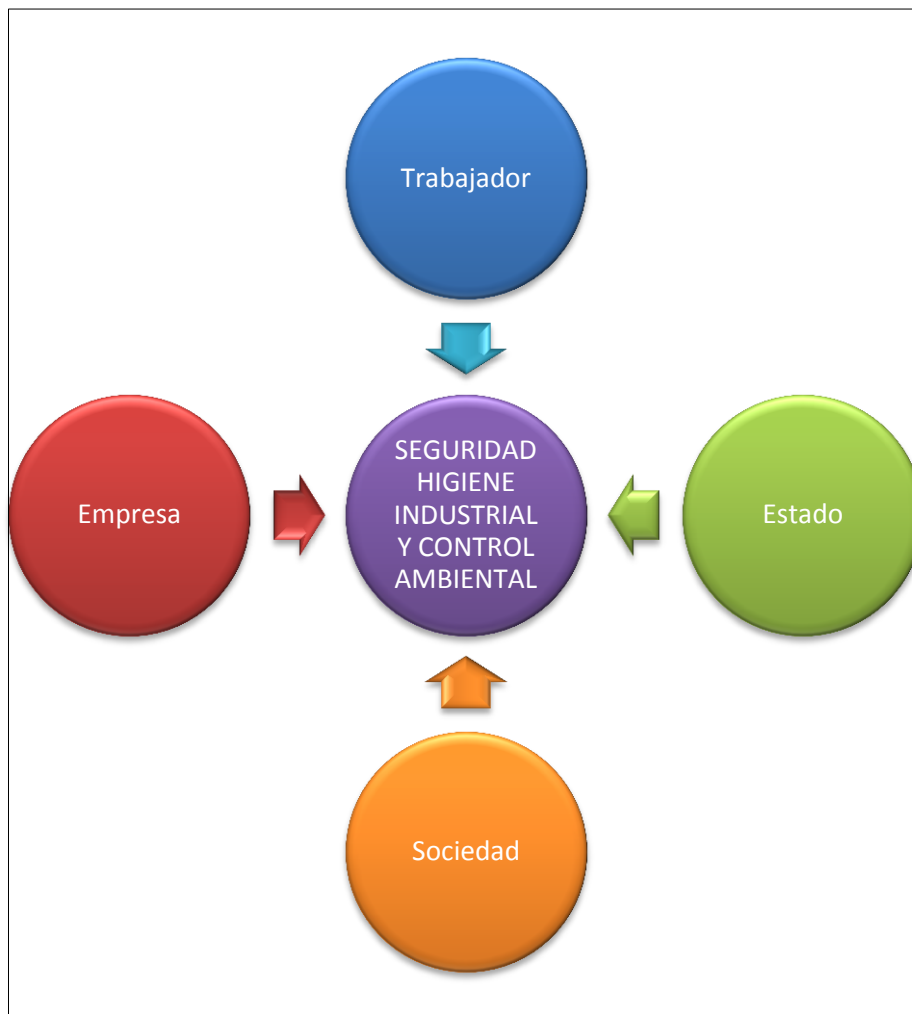 Trabajador
Empresa
SEGURIDAD
HIGIENE
INDUSTRIAL
Y CONTROL
AMBIENTAL
Estado
Sociedad